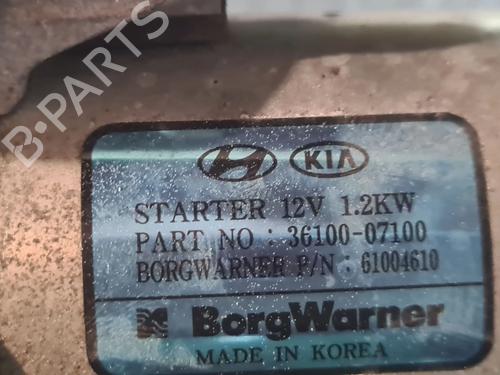 B-PARTS
KIA
STARTER 12V 1.2KW
PART NO : 36100-07100
BORGWARNER P/N : 61004610
BorgWarner
MADE IN KOREA